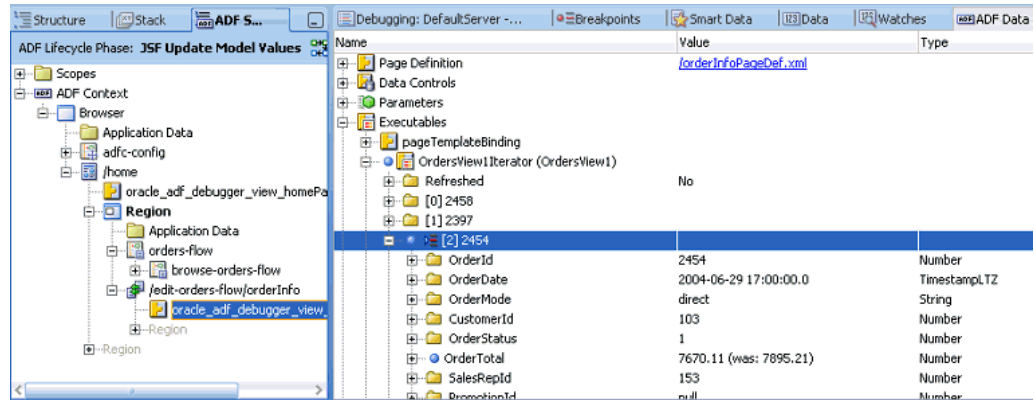 Structure
Stack
ADF S...
ADF Lifecycle Phase: JSF Update Model Values
Scopes
ADF Context
Browser
Application Data
adfc-config
/home
oracle_adf_debugger_view_homePa
Region
Application Data
orders-flow
browse-orders-flow
/edit-orders-flow/orderInfo
oracle_adf_debugger_view_
Region
Region
Debugging: DefaultServer -...
Breakpoints
Smart Data
Data
Watches
ADF Data
Name Value Type
Page Definition /orderInfoPageDef.xml
Data Controls
Parameters
Executables
pageTemplateBinding
OrdersView1Iterator (OrdersView1)
Refreshed No
[0] 2458
[1] 2397
[2] 2454
OrderId 2454 Number
OrderDate 2004-06-29 17:00:00.0 TimestampLTZ
OrderMode direct String
CustomerId 103 Number
OrderStatus 1 Number
OrderTotal 7670.11 (was: 7895.21) Number
SalesRepId 153 Number
PromotionId null Number